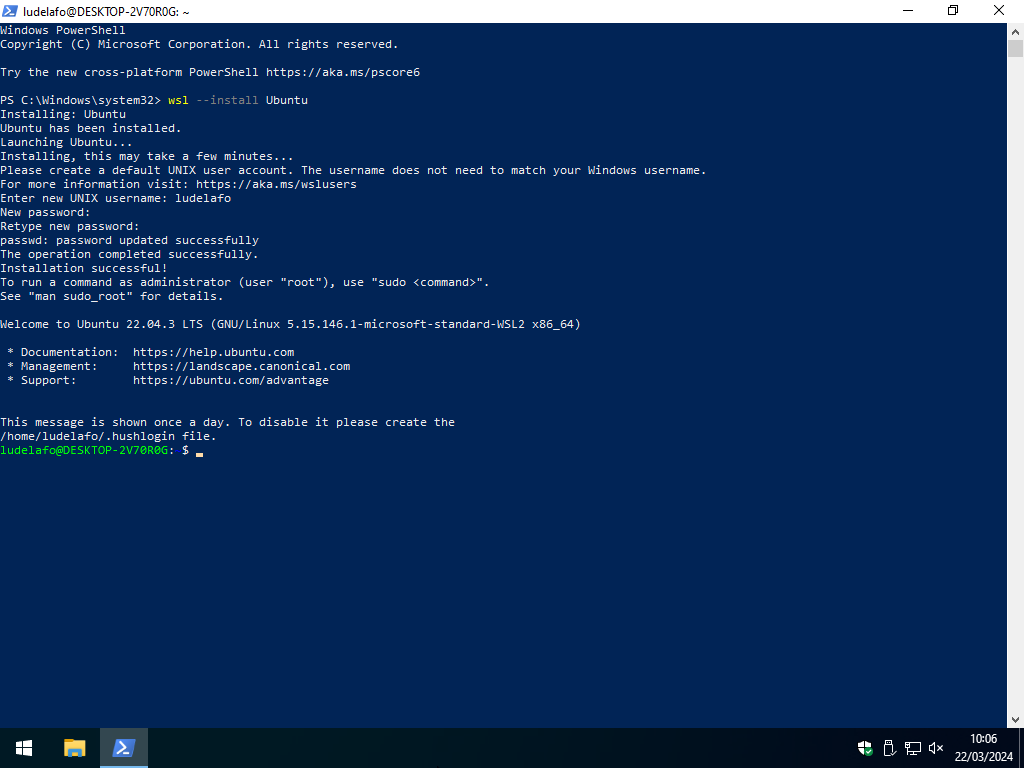 ludelafo@DESKTOP-2V70R0G: ~
Windows PowerShell
Copyright (C) Microsoft Corporation. All rights reserved.
Try the new cross-platform PowerShell https://aka.ms/pscore6
PS C:\Windows\system32> wsl --install Ubuntu
Installing: Ubuntu
Ubuntu has been installed.
Launching Ubuntu...
Installing, this may take a few minutes...
Please create a default UNIX user account. The username does not need to match your Windows username.
For more information visit: https://aka.ms/wslusers
Enter new UNIX username: ludelafo
New password:
Retype new password:
passwd: password updated successfully
The operation completed successfully.
Installation successful!
To run a command as administrator (user "root"), use "sudo <command>".
See "man sudo_root" for details.
Welcome to Ubuntu 22.04.3 LTS (GNU/Linux 5.15.146.1-microsoft-standard-WSL2 x86_64)
* Documentation:  https://help.ubuntu.com
* Management:     https://landscape.canonical.com
* Support:        https://ubuntu.com/advantage
This message is shown once a day. To disable it please create the
/home/ludelafo/.hushlogin file.
ludelafo@DESKTOP-2V70R0G:~$
10:06
22/03/2024